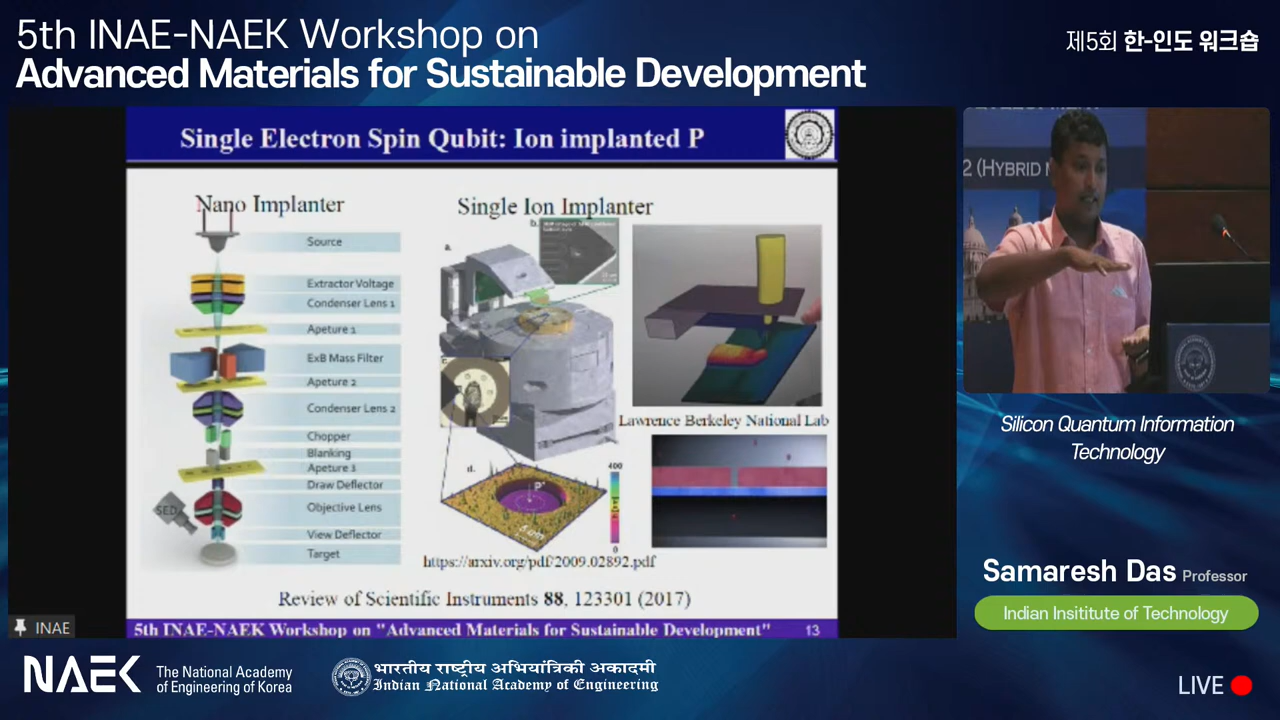 5th INAE-NAEK Workshop on
Advanced Materials for Sustainable Development
제5회 한-인도 워크숍
Single Electron Spin Qubit: Ion implanted P
Nano Implanter
Source
Extractor Voltage
Condenser Lens 1
Apeture 1
ExB Mass Filter
Apeture 2
Condenser Lens 2
Chopper
Blanking
Apeture 3
Draw Deflector
Objective Lens
View Deflector
Target
SED
Single Ion Implanter
a.
b.
c.
d.
P+
400
0
Lawrence Berkeley National Lab
https://arxiv.org/pdf/2009.02892.pdf
Review of Scientific Instruments 88, 123301 (2017)
5th INAE-NAEK Workshop on "Advanced Materials for Sustainable Development"
13
INAE
2 (HYBRID
Silicon Quantum Information
Technology
Samaresh Das Professor
Indian Insititute of Technology
NAEK
The National Academy
of Engineering of Korea
भारतीय राष्ट्रीय अभियांत्रिकी अकादमी
Indian National Academy of Engineering
LIVE